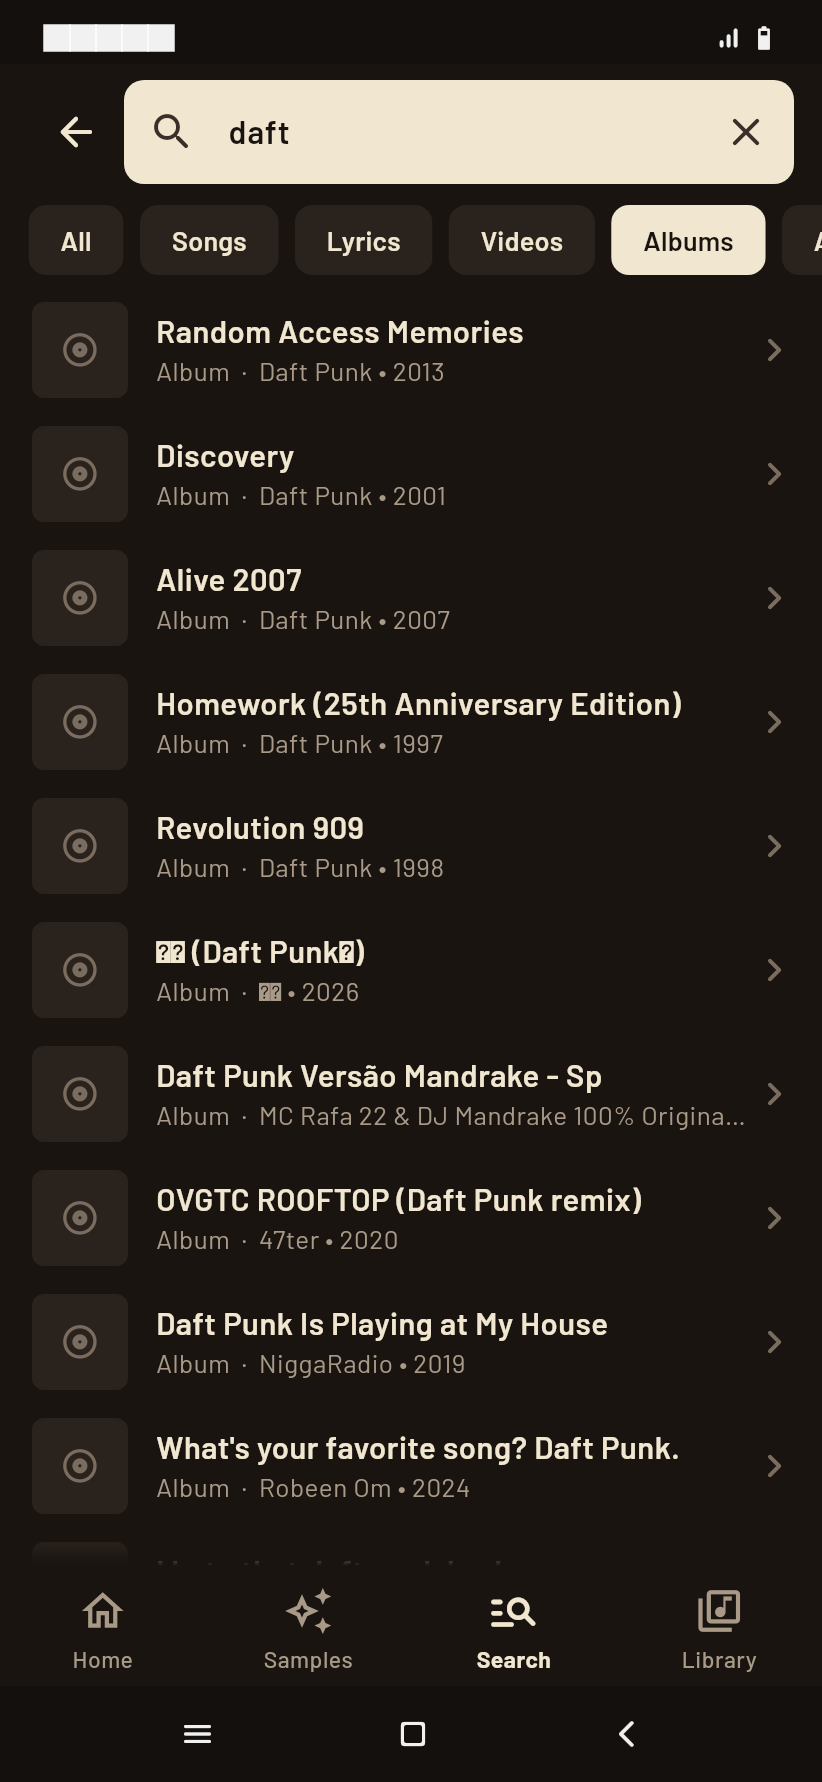 daft
All Songs Lyrics Videos Albums
Random Access Memories
Album · Daft Punk • 2013
Discovery
Album · Daft Punk • 2001
Alive 2007
Album · Daft Punk • 2007
Homework (25th Anniversary Edition)
Album · Daft Punk • 1997
Revolution 909
Album · Daft Punk • 1998
(Daft Punk)
Album · • 2026
Daft Punk Versão Mandrake - Sp
Album · MC Rafa 22 & DJ Mandrake 100% Origina...
OVGTC ROOFTOP (Daft Punk remix)
Album · 47ter • 2020
Daft Punk Is Playing at My House
Album · NiggaRadio • 2019
What's your favorite song? Daft Punk.
Album · Robeen Om • 2024
Home Samples Search Library